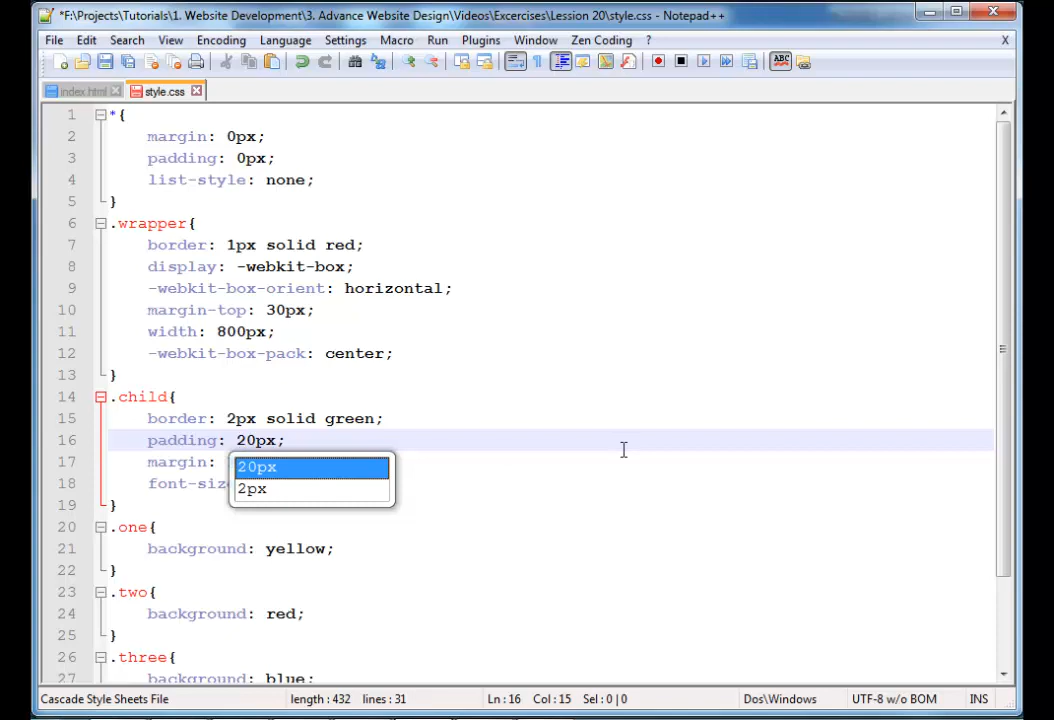 *F:\Projects\Tutorials\1. Website Development\3. Advance Website Design\Videos\Excercises\Lession 20\style.css - Notepad++
File Edit Search View Encoding Language Settings Macro Run Plugins Window Zen Coding ? X
ABC
index.html style.css
1 *{
2 margin: 0px;
3 padding: 0px;
4 list-style: none;
5 }
6 .wrapper{
7 border: 1px solid red;
8 display: -webkit-box;
9 -webkit-box-orient: horizontal;
10 margin-top: 30px;
11 width: 800px;
12 -webkit-box-pack: center;
13 }
14 .child{
15 border: 2px solid green;
16 padding: 20px;
17 margin:
20px
18 font-siz
2px
19 }
20 .one{
21 background: yellow;
22 }
23 .two{
24 background: red;
25 }
26 .three{
27 background: blue;
Cascade Style Sheets File length : 432 lines : 31 Ln : 16 Col : 15 Sel : 0 | 0 Dos\Windows UTF-8 w/o BOM INS